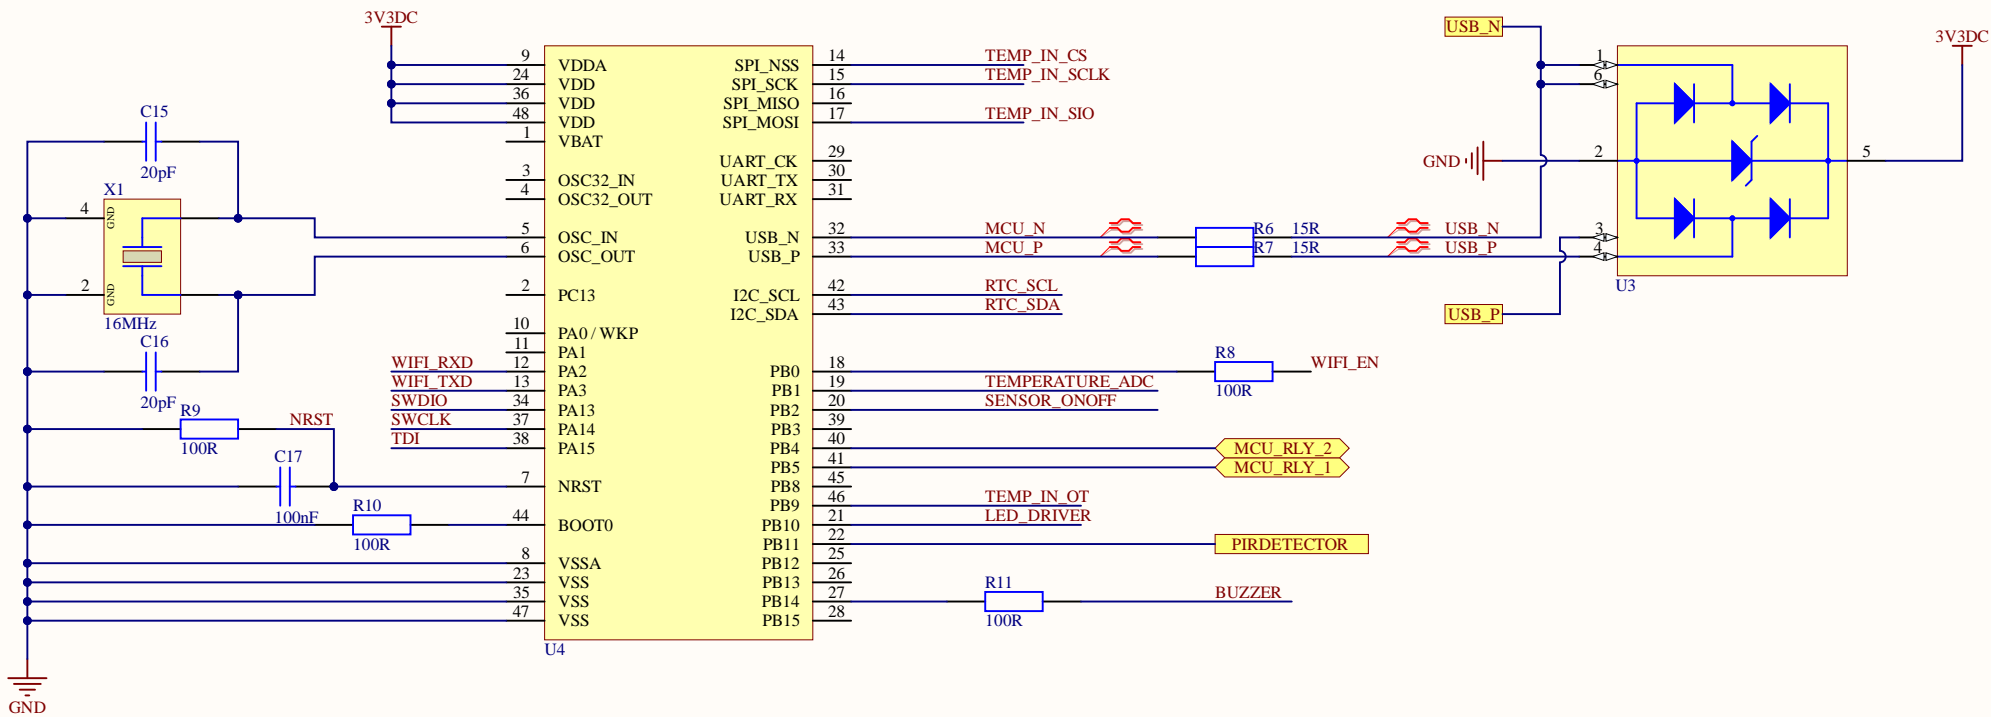 3V3DC
USB_N
3V3DC
9 VDDA SPI_NSS 14 TEMP_IN_CS
24 VDD SPI_SCK 15 TEMP_IN_SCLK
36 VDD SPI_MISO 16
48 VDD SPI_MOSI 17 TEMP_IN_SIO
1 VBAT
UART_CK 29
3 OSC32_IN UART_TX 30
4 OSC32_OUT UART_RX 31
5 OSC_IN USB_N 32 MCU_N R6 15R USB_N
6 OSC_OUT USB_P 33 MCU_P R7 15R USB_P
2 PC13 I2C_SCL 42 RTC_SCL
I2C_SDA 43 RTC_SDA
10 PA0 / WKP
11 PA1
WIFI_RXD 12 PA2 PB0 18 R8 WIFI_EN
100R
WIFI_TXD 13 PA3 PB1 19 TEMPERATURE_ADC
SWDIO 34 PA13 PB2 20 SENSOR_ONOFF
SWCLK 37 PA14 PB3 39
TDI 38 PA15 PB4 40 MCU_RLY_2
PB5 41 MCU_RLY_1
7 NRST PB8 45
PB9 46 TEMP_IN_OT
44 BOOT0 PB10 21 LED_DRIVER
PB11 22 PIRDETECTOR
8 VSSA PB12 25
23 VSS PB13 26
35 VSS PB14 27 R11 BUZZER
100R
47 VSS PB15 28
U4
C15
20pF
X1
4 GND
2 GND
16MHz
C16
20pF
R9 NRST
100R
C17
100nF
R10
100R
GND
1
6
GND 2 5
3
4
U3
USB_P